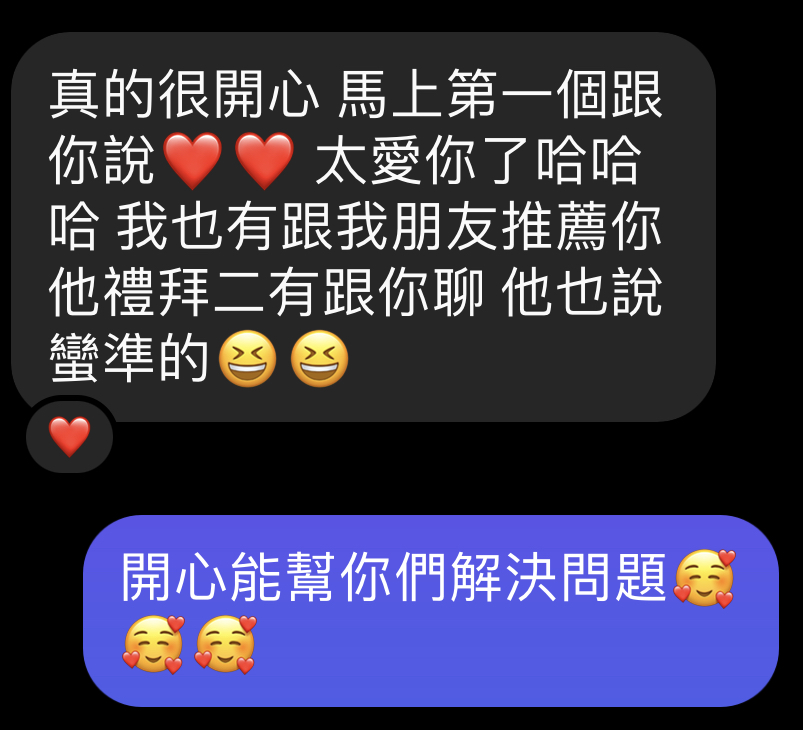 真的很開心 馬上第一個跟
你說❤️❤️ 太愛你了哈哈
哈 我也有跟我朋友推薦你
他禮拜二有跟你聊 他也說
蠻準的😆😆
❤️
開心能幫你們解決問題🥰
🥰🥰